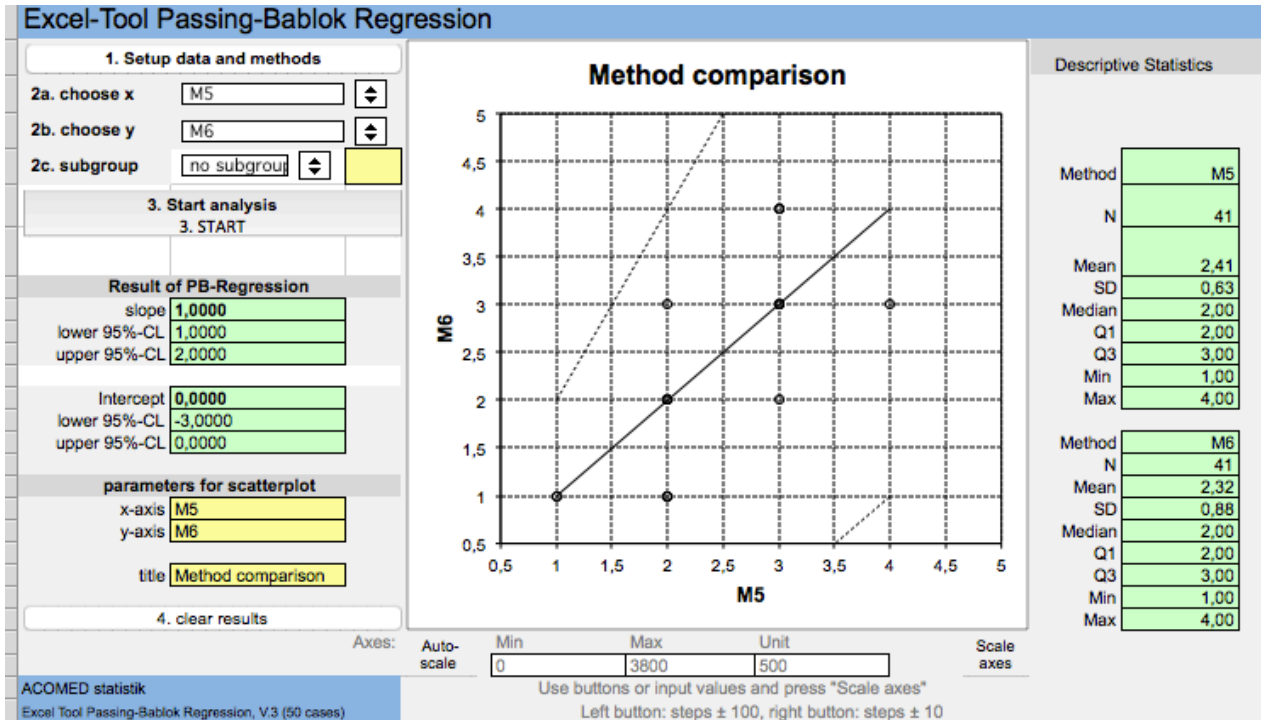 Excel-Tool Passing-Bablok Regression
1. Setup data and methods
2a. choose x M5
2b. choose y M6
2c. subgroup no subgroup
3. Start analysis
3. START
Result of PB-Regression
slope 1,0000
lower 95%-CL 1,0000
upper 95%-CL 2,0000
Intercept 0,0000
lower 95%-CL -3,0000
upper 95%-CL 0,0000
parameters for scatterplot
x-axis M5
y-axis M6
title Method comparison
4. clear results
Method comparison
M6
5
4,5
4
3,5
3
2,5
2
1,5
1
0,5
0,5 1 1,5 2 2,5 3 3,5 4 4,5 5
M5
Descriptive Statistics
Method M5
N 41
Mean 2,41
SD 0,63
Median 2,00
Q1 2,00
Q3 3,00
Min 1,00
Max 4,00
Method M6
N 41
Mean 2,32
SD 0,88
Median 2,00
Q1 2,00
Q3 3,00
Min 1,00
Max 4,00
Axes: Auto-scale Min Max Unit Scale axes
0 3800 500
Use buttons or input values and press "Scale axes"
Left button: steps ± 100, right button: steps ± 10
ACOMED statistik
Excel Tool Passing-Bablok Regression, V.3 (50 cases)